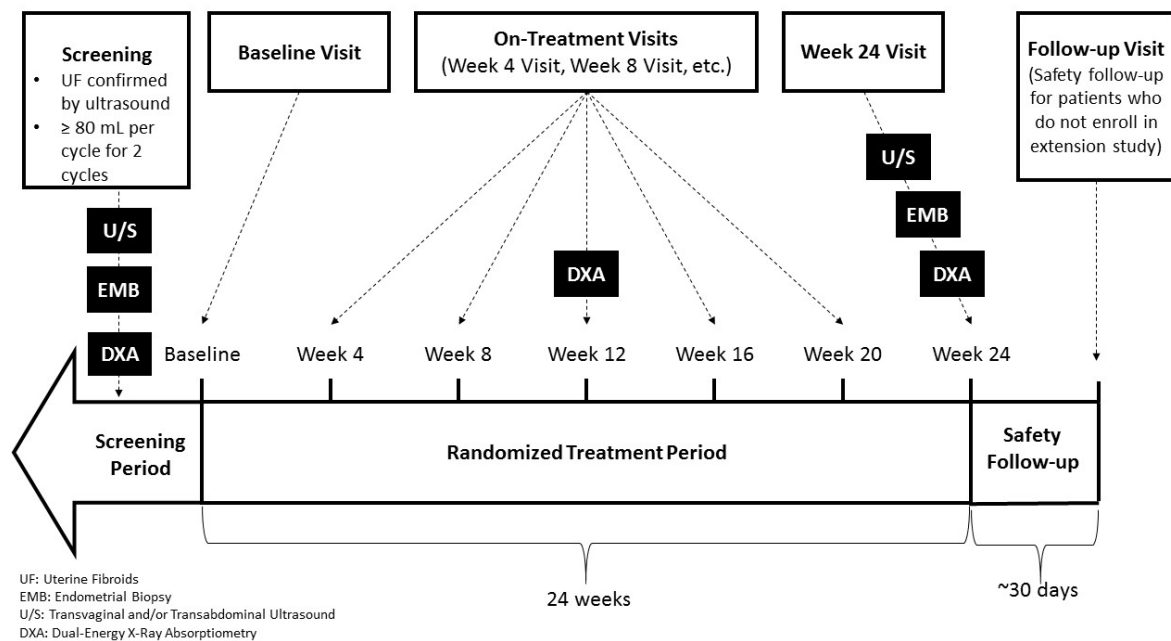 Screening
• UF confirmed
by ultrasound
• ≥ 80 mL per
cycle for 2
cycles
Baseline Visit
On-Treatment Visits
(Week 4 Visit, Week 8 Visit, etc.)
Week 24 Visit
Follow-up Visit
(Safety follow-up
for patients who
do not enroll in
extension study)
U/S
EMB
DXA
DXA
U/S
EMB
DXA
Baseline
Week 4
Week 8
Week 12
Week 16
Week 20
Week 24
Screening
Period
Randomized Treatment Period
Safety
Follow-up
24 weeks
~30 days
UF: Uterine Fibroids
EMB: Endometrial Biopsy
U/S: Transvaginal and/or Transabdominal Ultrasound
DXA: Dual-Energy X-Ray Absorptiometry